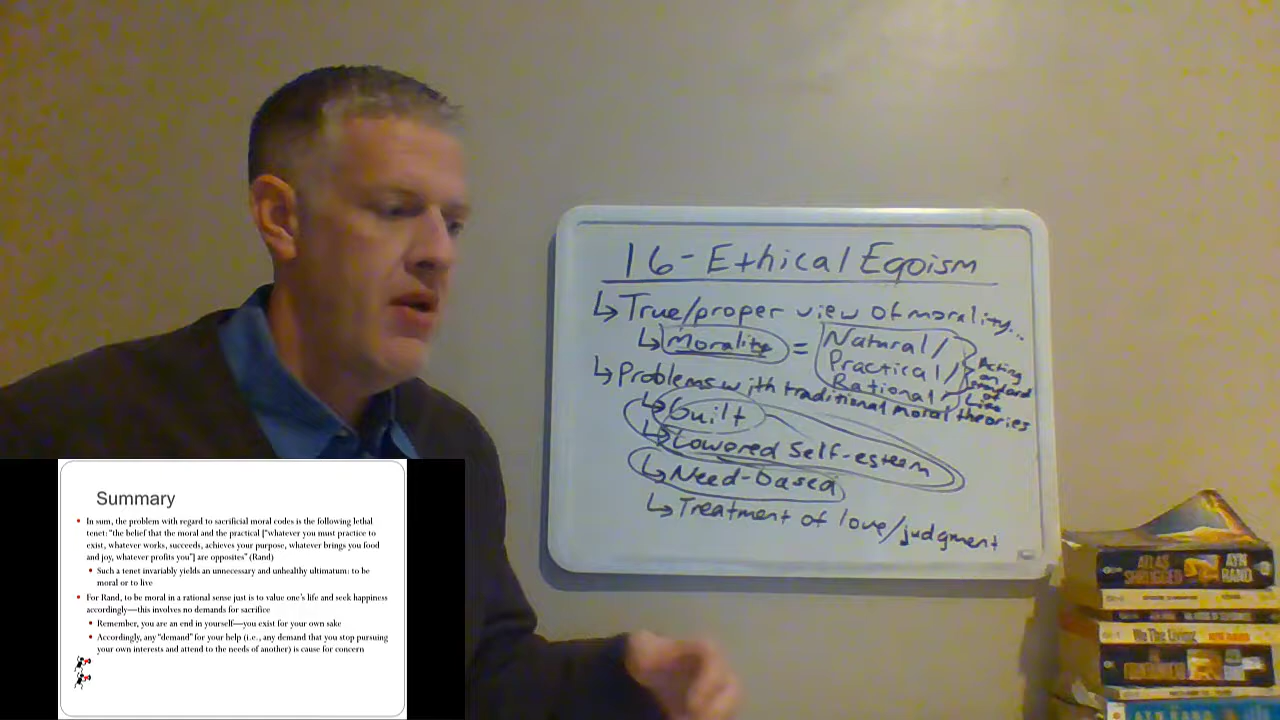 16-Ethical Egoism
↳True/proper view of morality...
↳Morality = Natural/
Practical/
Rational
Acting
on
standard
of
Life
↳Problems with traditional moral theories
↳Guilt
↳Lowered Self-esteem
↳Need-based
↳Treatment of love/judgment
Summary
• In sum, the problem with regard to sacrificial moral codes is the following lethal
tenet: "the belief that the moral and the practical ["whatever you must practice to
exist, whatever works, succeeds, achieves your purpose, whatever brings you food
and joy, whatever profits you"] are opposites" (Rand)
• Such a tenet invariably yields an unnecessary and unhealthy ultimatum: to be
moral or to live
• For Rand, to be moral in a rational sense just is to value one's life and seek happiness
accordingly—this involves no demands for sacrifice
• Remember, you are an end in yourself—you exist for your own sake
• Accordingly, any "demand" for your help (i.e., any demand that you stop pursuing
your own interests and attend to the needs of another) is cause for concern
ATLAS
SHRUGGED
AYN
RAND
We The Living